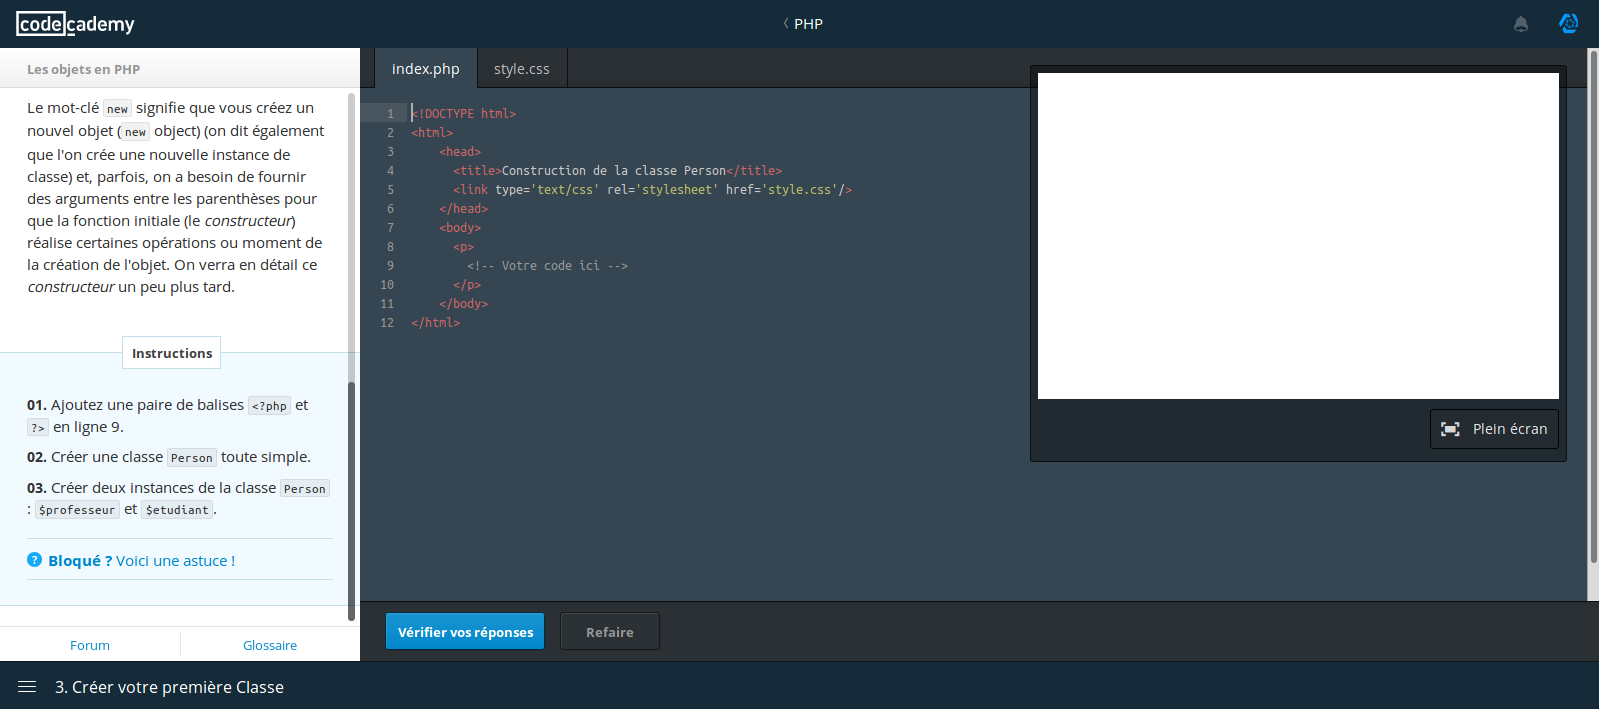 codecademy
〈 PHP
Les objets en PHP
Le mot-clé new signifie que vous créez un
nouvel objet (new object) (on dit également
que l'on crée une nouvelle instance de
classe) et, parfois, on a besoin de fournir
des arguments entre les parenthèses pour
que la fonction initiale (le constructeur)
réalise certaines opérations ou moment de
la création de l'objet. On verra en détail ce
constructeur un peu plus tard.
Instructions
01. Ajoutez une paire de balises <?php et
?> en ligne 9.
02. Créer une classe Person toute simple.
03. Créer deux instances de la classe Person
: $professeur et $etudiant.
? Bloqué ? Voici une astuce !
Forum Glossaire
index.php style.css
1 <!DOCTYPE html>
2 <html>
3 <head>
4 <title>Construction de la classe Person</title>
5 <link type='text/css' rel='stylesheet' href='style.css'/>
6 </head>
7 <body>
8 <p>
9 <!-- Votre code ici -->
10 </p>
11 </body>
12 </html>
Plein écran
Vérifier vos réponses Refaire
3. Créer votre première Classe